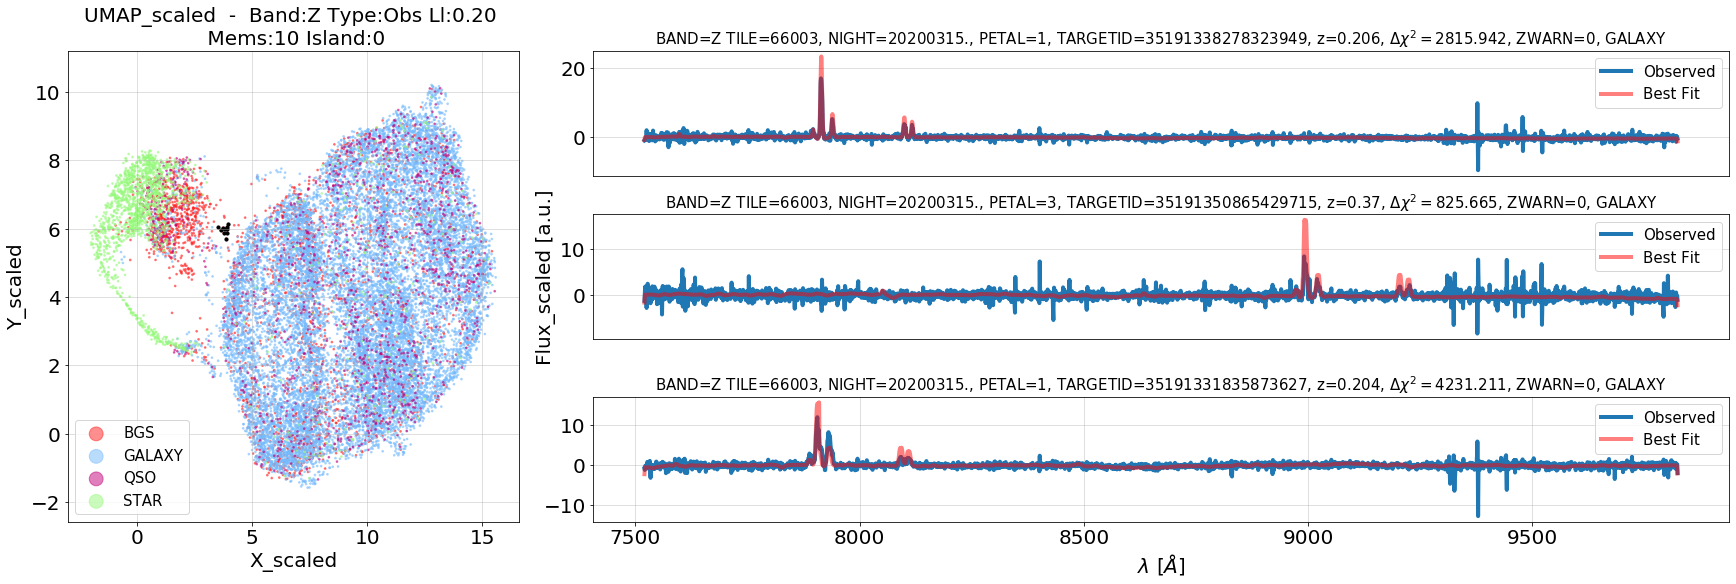 UMAP_scaled - Band:Z Type:Obs Ll:0.20
Mems:10 Island:0
Y_scaled
10
8
6
4
2
0
−2
BGS
GALAXY
QSO
STAR
0 5 10 15
X_scaled
BAND=Z TILE=66003, NIGHT=20200315., PETAL=1, TARGETID=35191338278323949, z=0.206, Δχ² = 2815.942, ZWARN=0, GALAXY
20
0
Observed
Best Fit
Flux_scaled [a.u.]
BAND=Z TILE=66003, NIGHT=20200315., PETAL=3, TARGETID=35191350865429715, z=0.37, Δχ² = 825.665, ZWARN=0, GALAXY
10
0
Observed
Best Fit
BAND=Z TILE=66003, NIGHT=20200315., PETAL=1, TARGETID=35191331835873627, z=0.204, Δχ² = 4231.211, ZWARN=0, GALAXY
10
0
−10
Observed
Best Fit
7500 8000 8500 9000 9500
λ [Å]